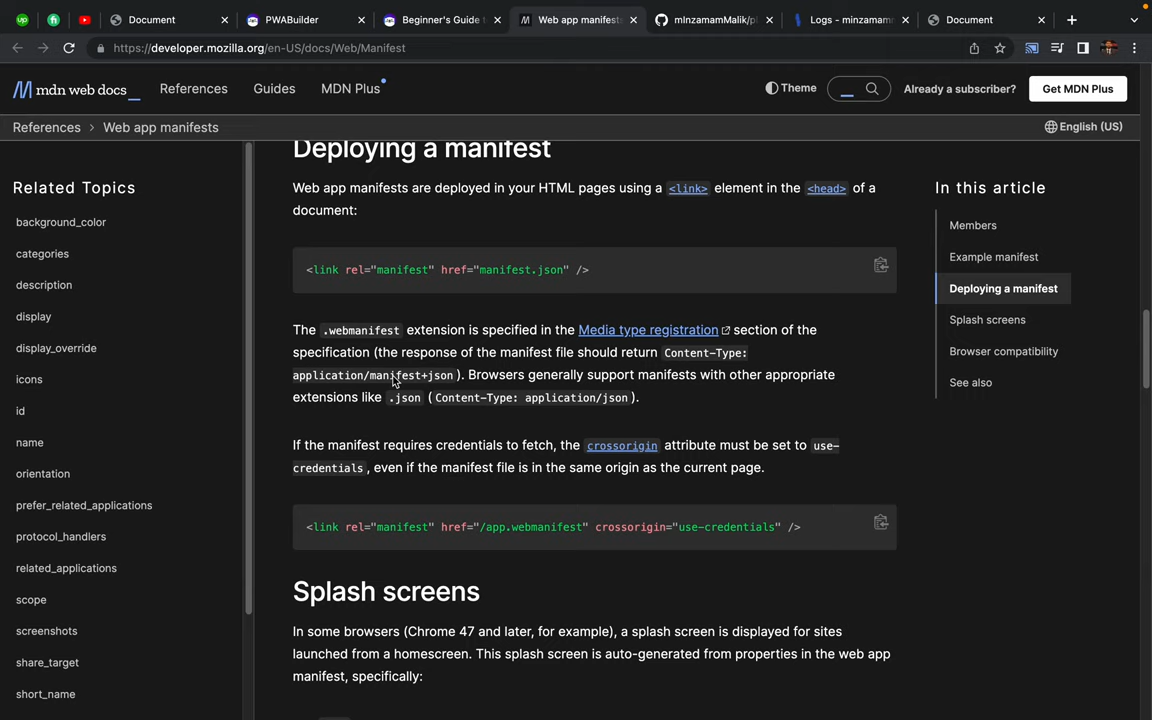 up
fi
Document
PWABuilder
Beginner's Guide
Web app manifests
mInzamamMalik/p
Logs - minzamam
Document
https://developer.mozilla.org/en-US/docs/Web/Manifest
mdn web docs_
References
Guides
MDN Plus
Theme
Already a subscriber?
Get MDN Plus
References
Web app manifests
English (US)
Related Topics
background_color
categories
description
display
display_override
icons
id
name
orientation
prefer_related_applications
protocol_handlers
related_applications
scope
screenshots
share_target
short_name
Deploying a manifest
Web app manifests are deployed in your HTML pages using a <link> element in the <head> of a
document:
<link rel="manifest" href="manifest.json" />
The .webmanifest extension is specified in the Media type registration section of the
specification (the response of the manifest file should return Content-Type:
application/manifest+json). Browsers generally support manifests with other appropriate
extensions like .json (Content-Type: application/json).
If the manifest requires credentials to fetch, the crossorigin attribute must be set to use-
credentials, even if the manifest file is in the same origin as the current page.
<link rel="manifest" href="/app.webmanifest" crossorigin="use-credentials" />
Splash screens
In some browsers (Chrome 47 and later, for example), a splash screen is displayed for sites
launched from a homescreen. This splash screen is auto-generated from properties in the web app
manifest, specifically:
In this article
Members
Example manifest
Deploying a manifest
Splash screens
Browser compatibility
See also